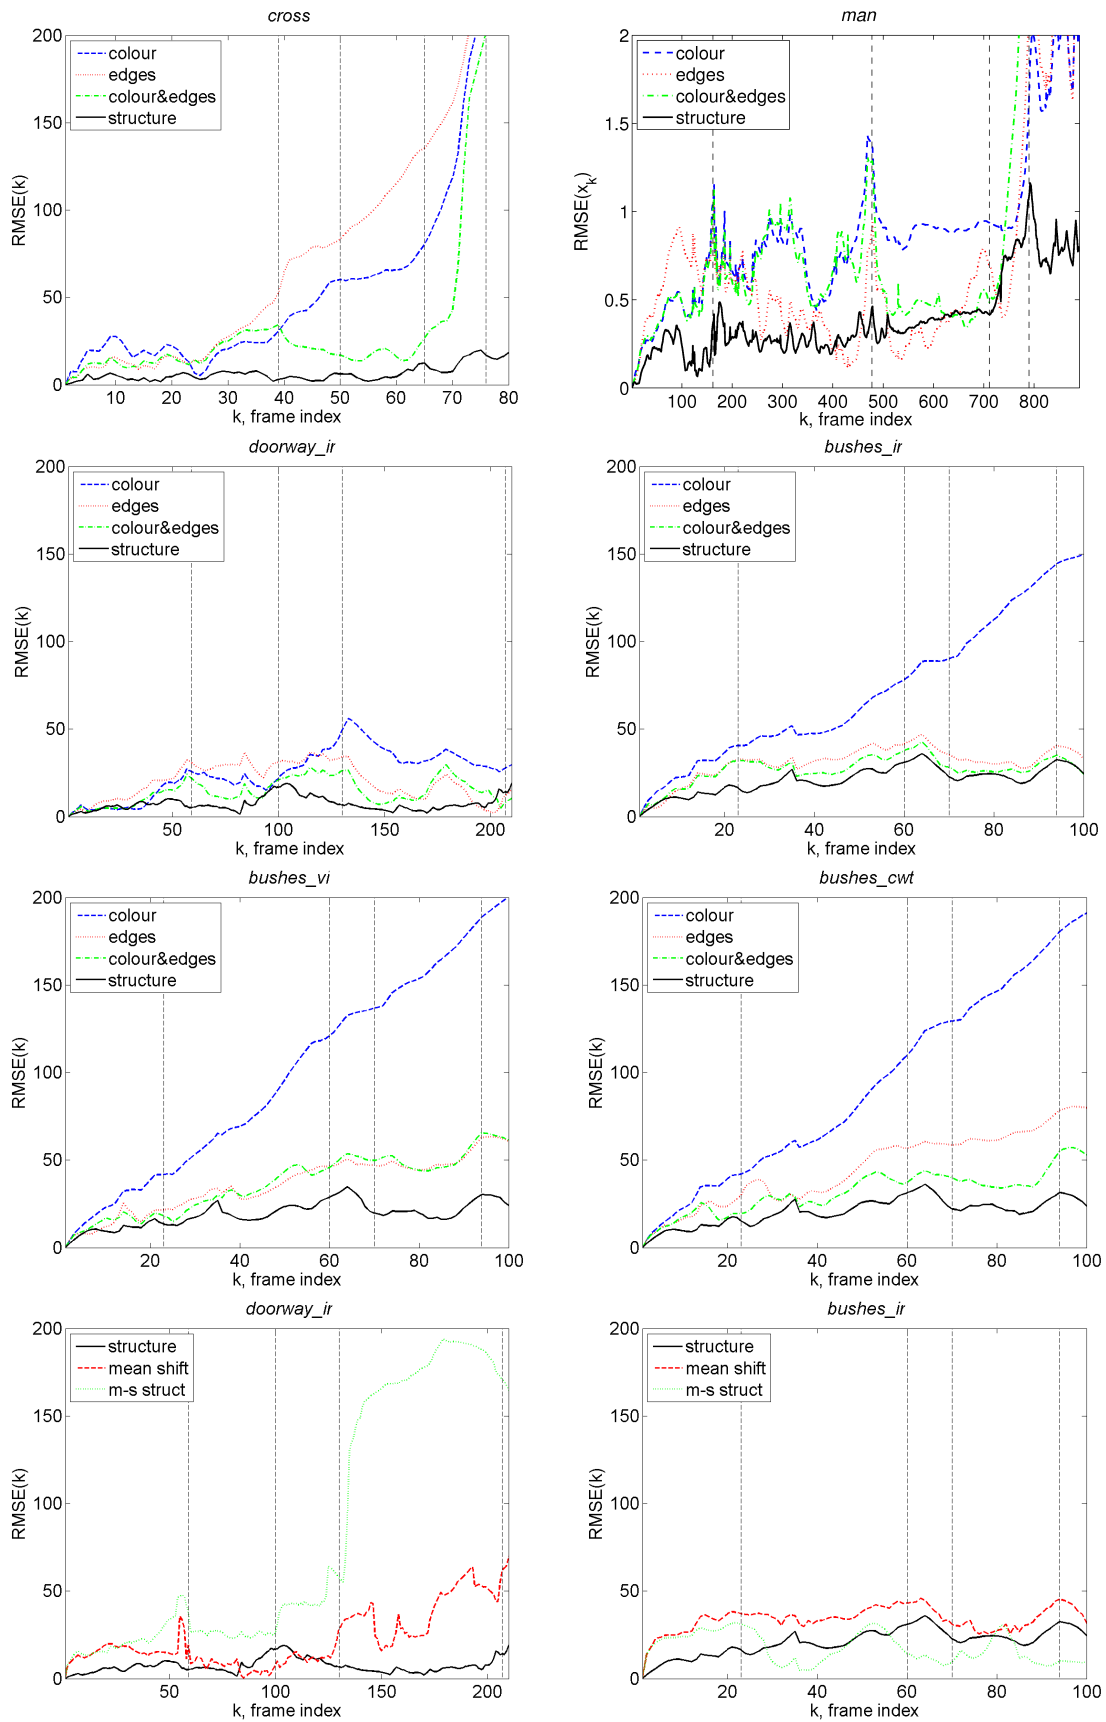 cross
200
150
100
50
0
RMSE(k)
colour
edges
colour&edges
structure
10 20 30 40 50 60 70 80
k, frame index
man
2
1.5
1
0.5
0
RMSE(xk)
colour
edges
colour&edges
structure
100 200 300 400 500 600 700 800
k, frame index
doorway_ir
200
150
100
50
0
RMSE(k)
colour
edges
colour&edges
structure
50 100 150 200
k, frame index
bushes_ir
200
150
100
50
0
RMSE(k)
colour
edges
colour&edges
structure
20 40 60 80 100
k, frame index
bushes_vi
200
150
100
50
0
RMSE(k)
colour
edges
colour&edges
structure
20 40 60 80 100
k, frame index
bushes_cwt
200
150
100
50
0
RMSE(k)
colour
edges
colour&edges
structure
20 40 60 80 100
k, frame index
doorway_ir
200
150
100
50
0
RMSE(k)
structure
mean shift
m-s struct
50 100 150 200
k, frame index
bushes_ir
200
150
100
50
0
RMSE(k)
structure
mean shift
m-s struct
20 40 60 80 100
k, frame index